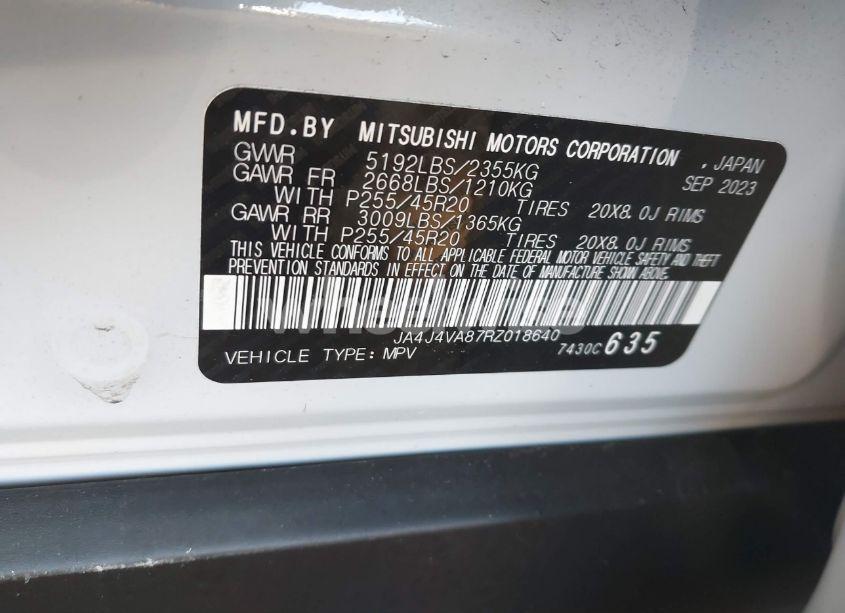 MFD.BY MITSUBISHI MOTORS CORPORATION , JAPAN
GVWR 5192LBS/2355KG SEP 2023
GAWR FR 2668LBS/1210KG
WITH P255/45R20 TIRES 20X8.0J RIMS
GAWR RR 3009LBS/1365KG
WITH P255/45R20 TIRES 20X8.0J RIMS
THIS VEHICLE CONFORMS TO ALL APPLICABLE FEDERAL MOTOR VEHICLE SAFETY AND THEFT
PREVENTION STANDARDS IN EFFECT ON THE DATE OF MANUFACTURE SHOWN ABOVE.
JA4J4VA87RZ018640
VEHICLE TYPE: MPV 7430C 635